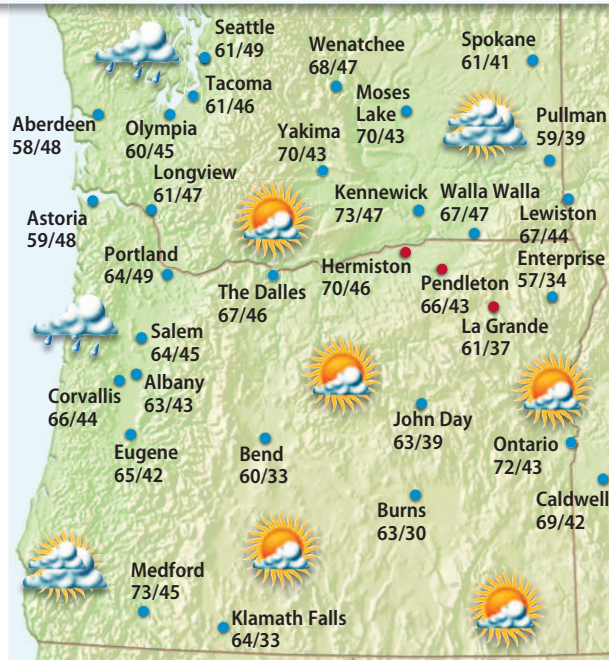 Seattle
61/49
Wenatchee
68/47
Spokane
61/41
Tacoma
61/46
Moses
Lake
70/43
Pullman
59/39
Aberdeen
58/48
Olympia
60/45
Yakima
70/43
Longview
61/47
Kennewick
73/47
Walla Walla
67/47
Lewiston
67/44
Astoria
59/48
Portland
64/49
The Dalles
67/46
Hermiston
70/46
Pendleton
66/43
Enterprise
57/34
La Grande
61/37
Salem
64/45
Albany
63/43
Corvallis
66/44
John Day
63/39
Eugene
65/42
Bend
60/33
Ontario
72/43
Burns
63/30
Caldwell
69/42
Medford
73/45
Klamath Falls
64/33